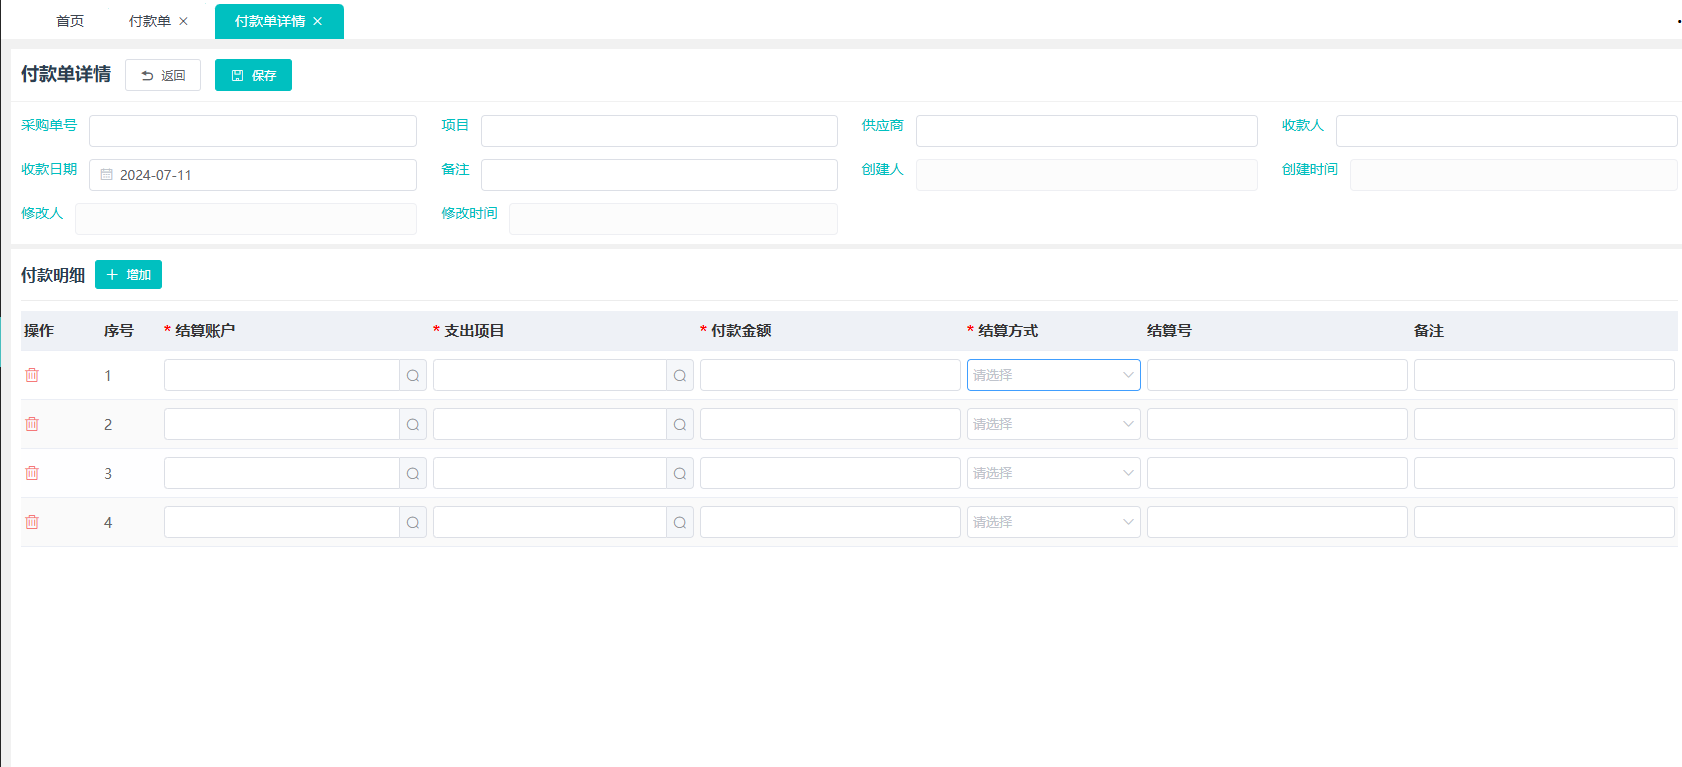 首页 付款单 付款单详情
付款单详情 返回 保存
采购单号 项目 供应商 收款人
收款日期 2024-07-11 备注 创建人 创建时间
修改人 修改时间
付款明细 增加
操作 序号 * 结算账户 * 支出项目 * 付款金额 * 结算方式 结算号 备注
1 请选择
2 请选择
3 请选择
4 请选择